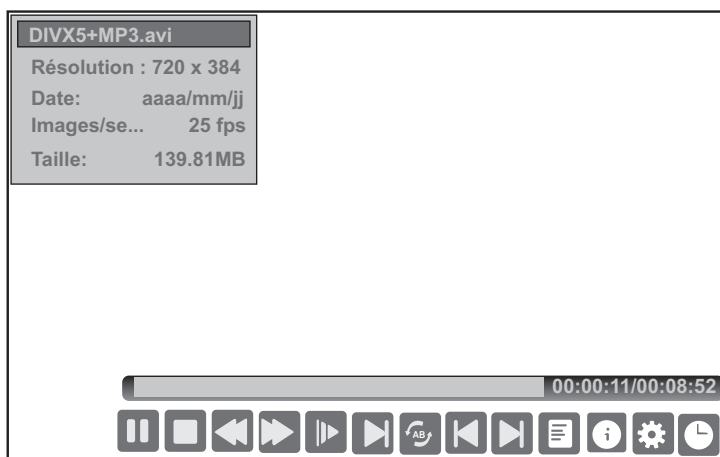 DIVX5+MP3.avi
Résolution : 720 x 384
Date: aaaa/mm/jj
Images/se... 25 fps
Taille: 139.81MB
00:00:11/00:08:52
AB